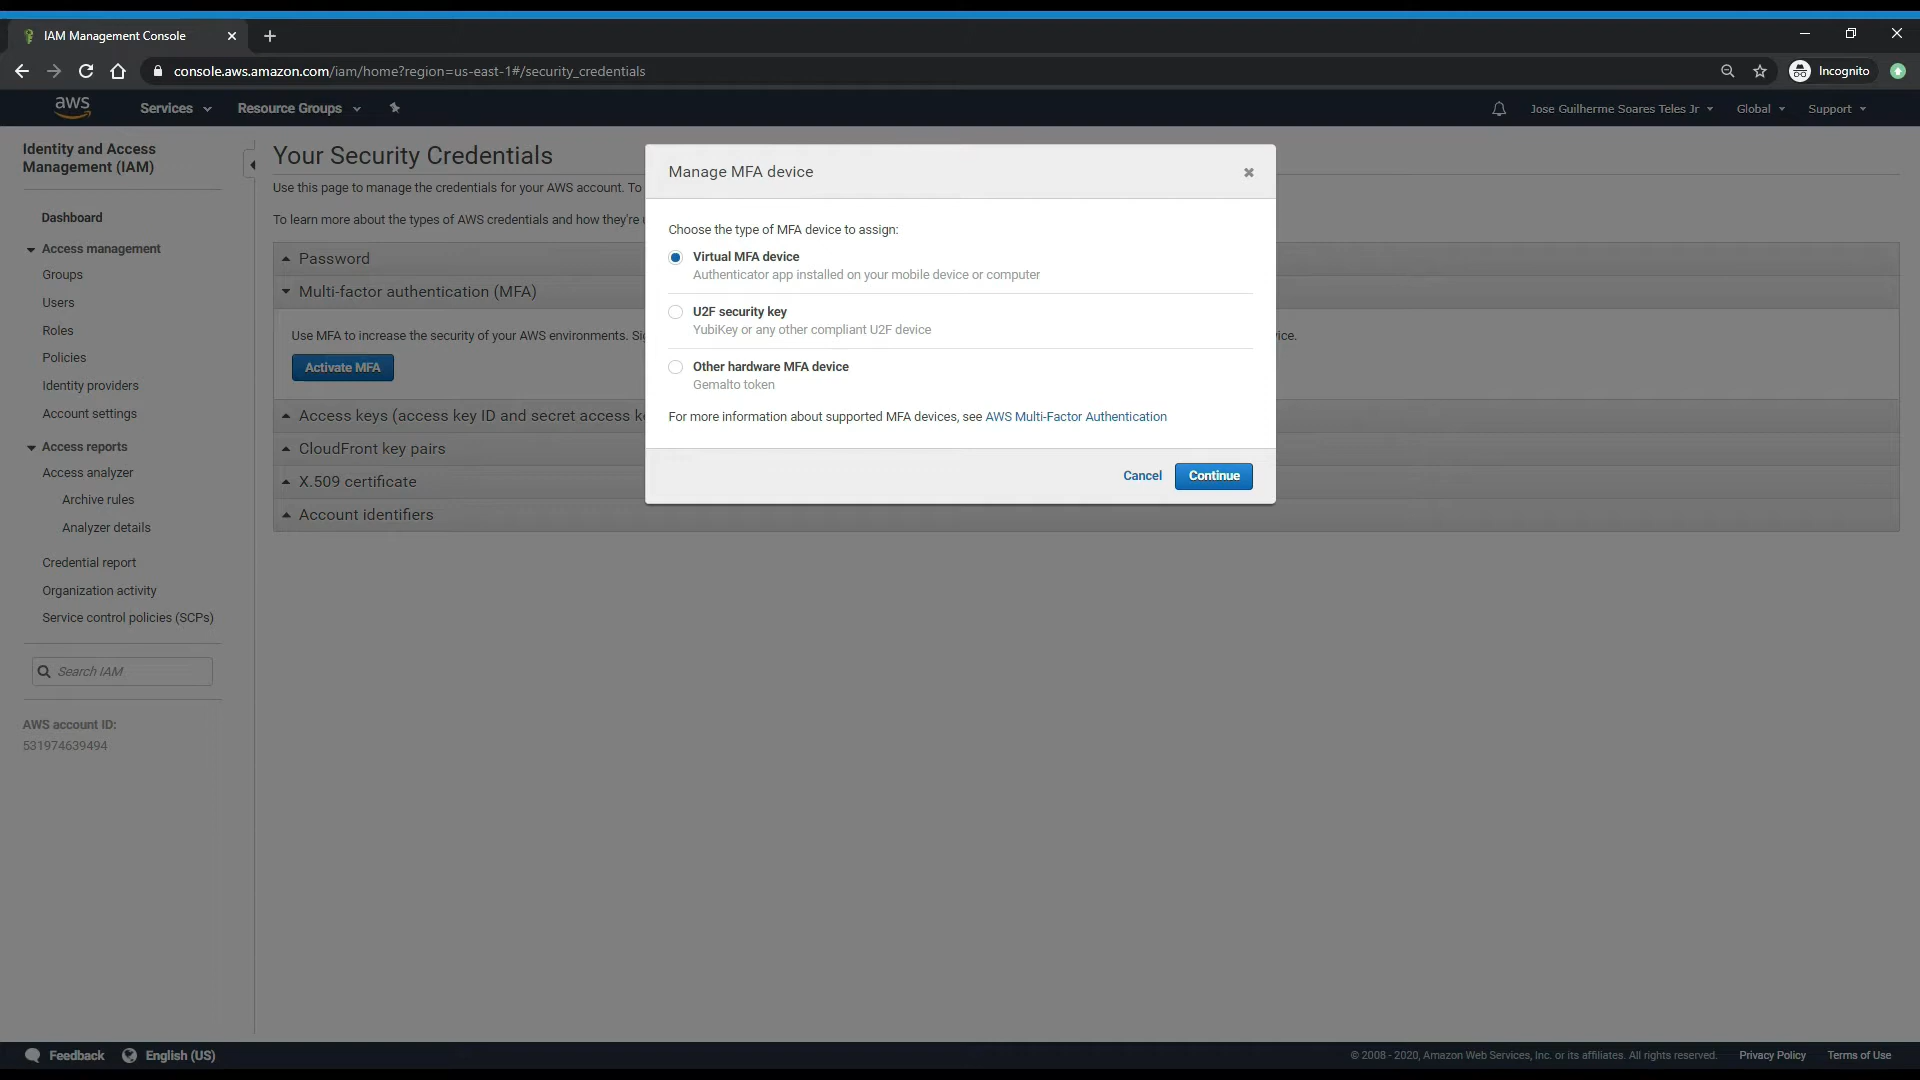 IAM Management Console
console.aws.amazon.com/iam/home?region=us-east-1#/security_credentials
Incognito
aws
Services
Resource Groups
Jose Guilherme Soares Teles Jr
Global
Support
Identity and Access
Management (IAM)
Dashboard
Access management
Groups
Users
Roles
Policies
Identity providers
Account settings
Access reports
Access analyzer
Archive rules
Analyzer details
Credential report
Organization activity
Service control policies (SCPs)
Search IAM
AWS account ID:
531974639494
Your Security Credentials
Use this page to manage the credentials for your AWS account. To
To learn more about the types of AWS credentials and how they're
Password
Multi-factor authentication (MFA)
Use MFA to increase the security of your AWS environments.
Activate MFA
Access keys (access key ID and secret access
CloudFront key pairs
X.509 certificate
Account identifiers
Manage MFA device
Choose the type of MFA device to assign:
Virtual MFA device
Authenticator app installed on your mobile device or computer
U2F security key
YubiKey or any other compliant U2F device
Other hardware MFA device
Gemalto token
For more information about supported MFA devices, see AWS Multi-Factor Authentication
Cancel
Continue
Feedback
English (US)
© 2008 - 2020, Amazon Web Services, Inc. or its affiliates. All rights reserved.
Privacy Policy
Terms of Use